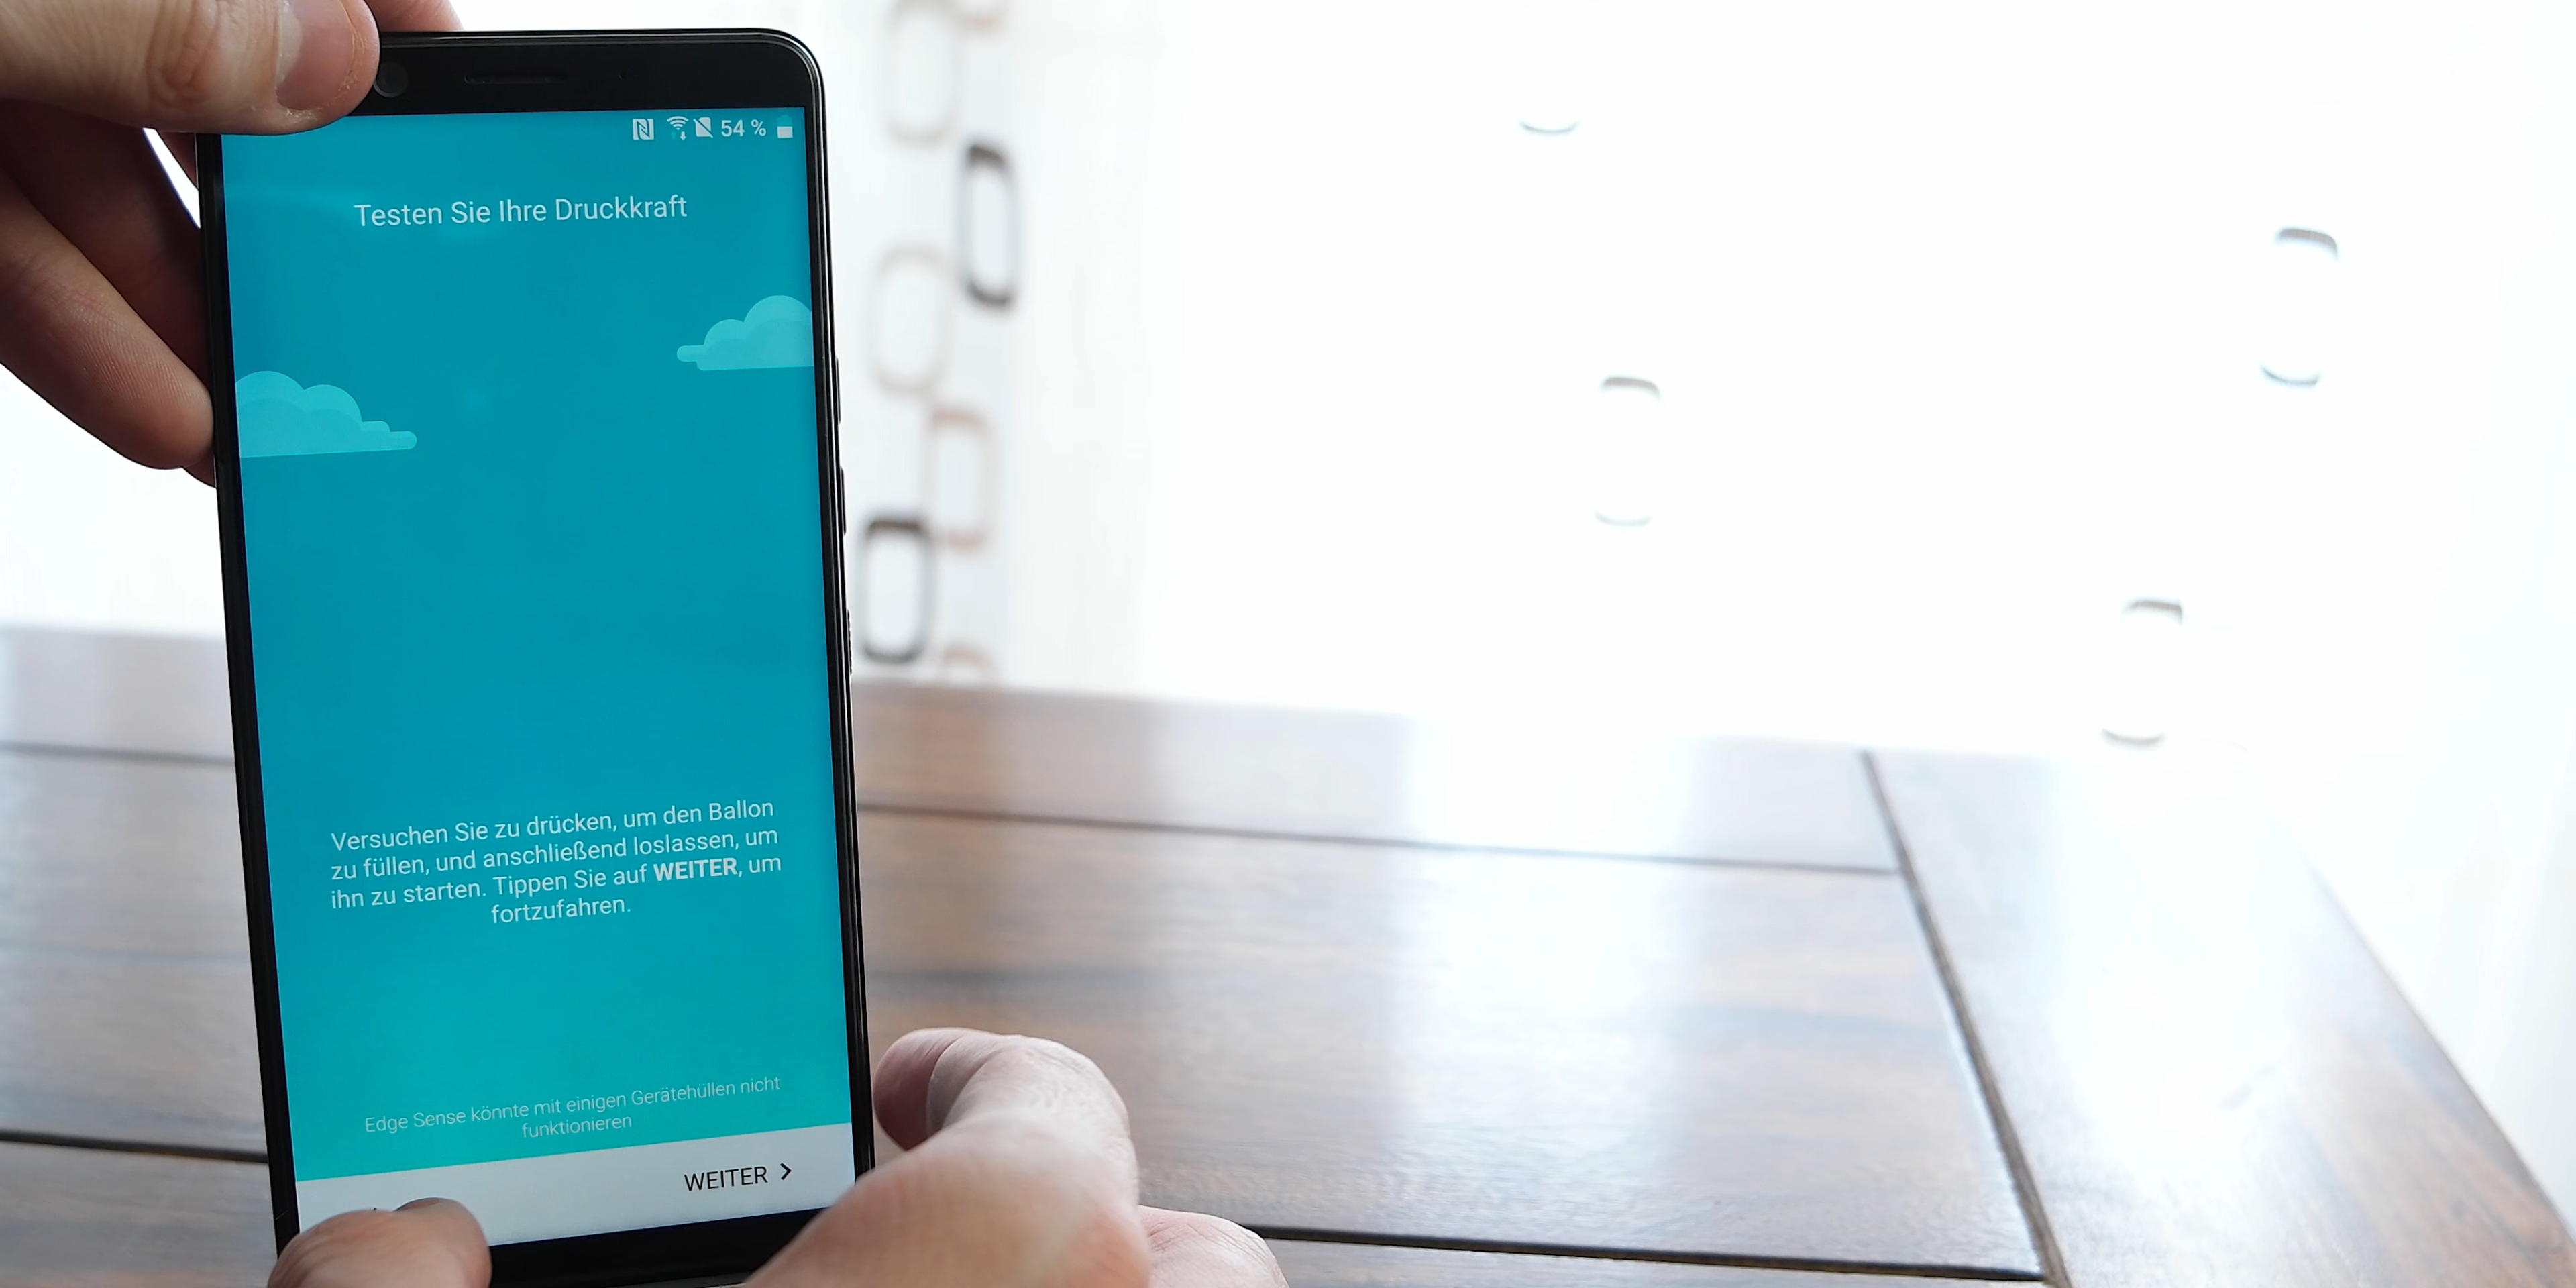 54 %
Testen Sie Ihre Druckkraft
Versuchen Sie zu drücken, um den Ballon
zu füllen, und anschließend loslassen, um
ihn zu starten. Tippen Sie auf WEITER, um
fortzufahren.
Edge Sense könnte mit einigen Gerätehüllen nicht
funktionieren
WEITER